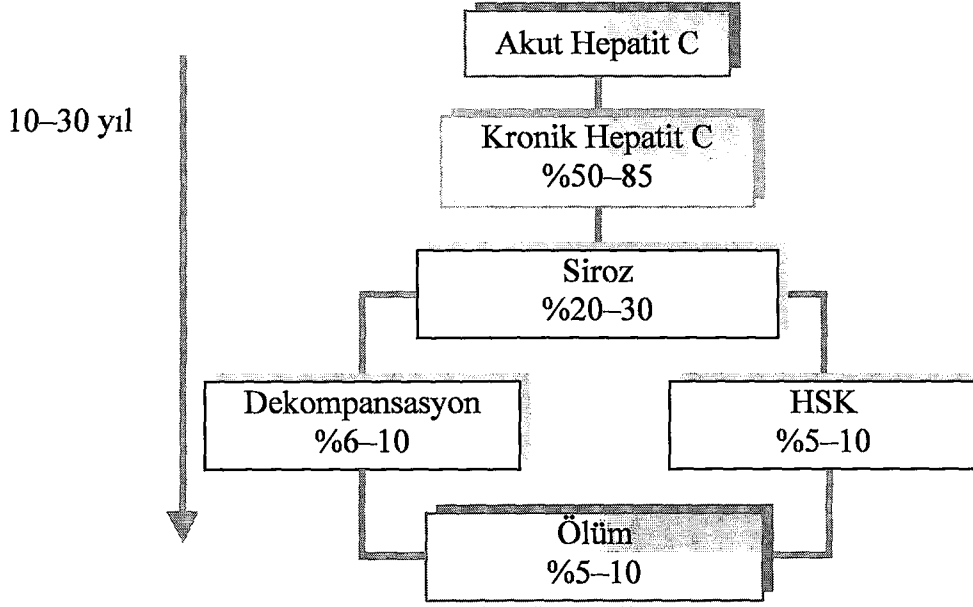 Akut Hepatit C
10–30 yıl
Kronik Hepatit C
%50–85
Siroz
%20–30
Dekompansasyon
%6–10
HSK
%5–10
Ölüm
%5–10